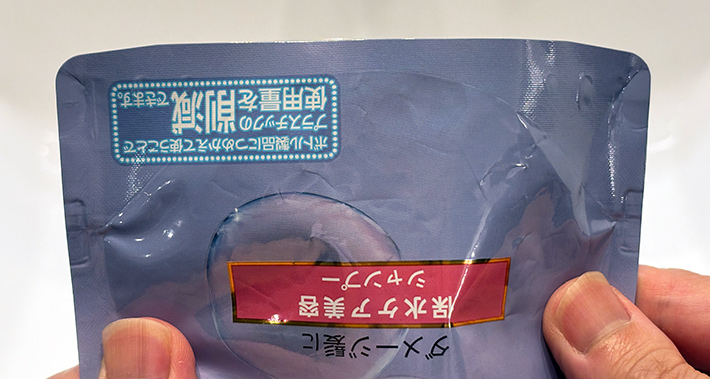 ダメージ髪に
保水ケア美容
シャンプー
ボトル製品につめかえて使うことで
プラスチックの削減
使用量を削減できます。